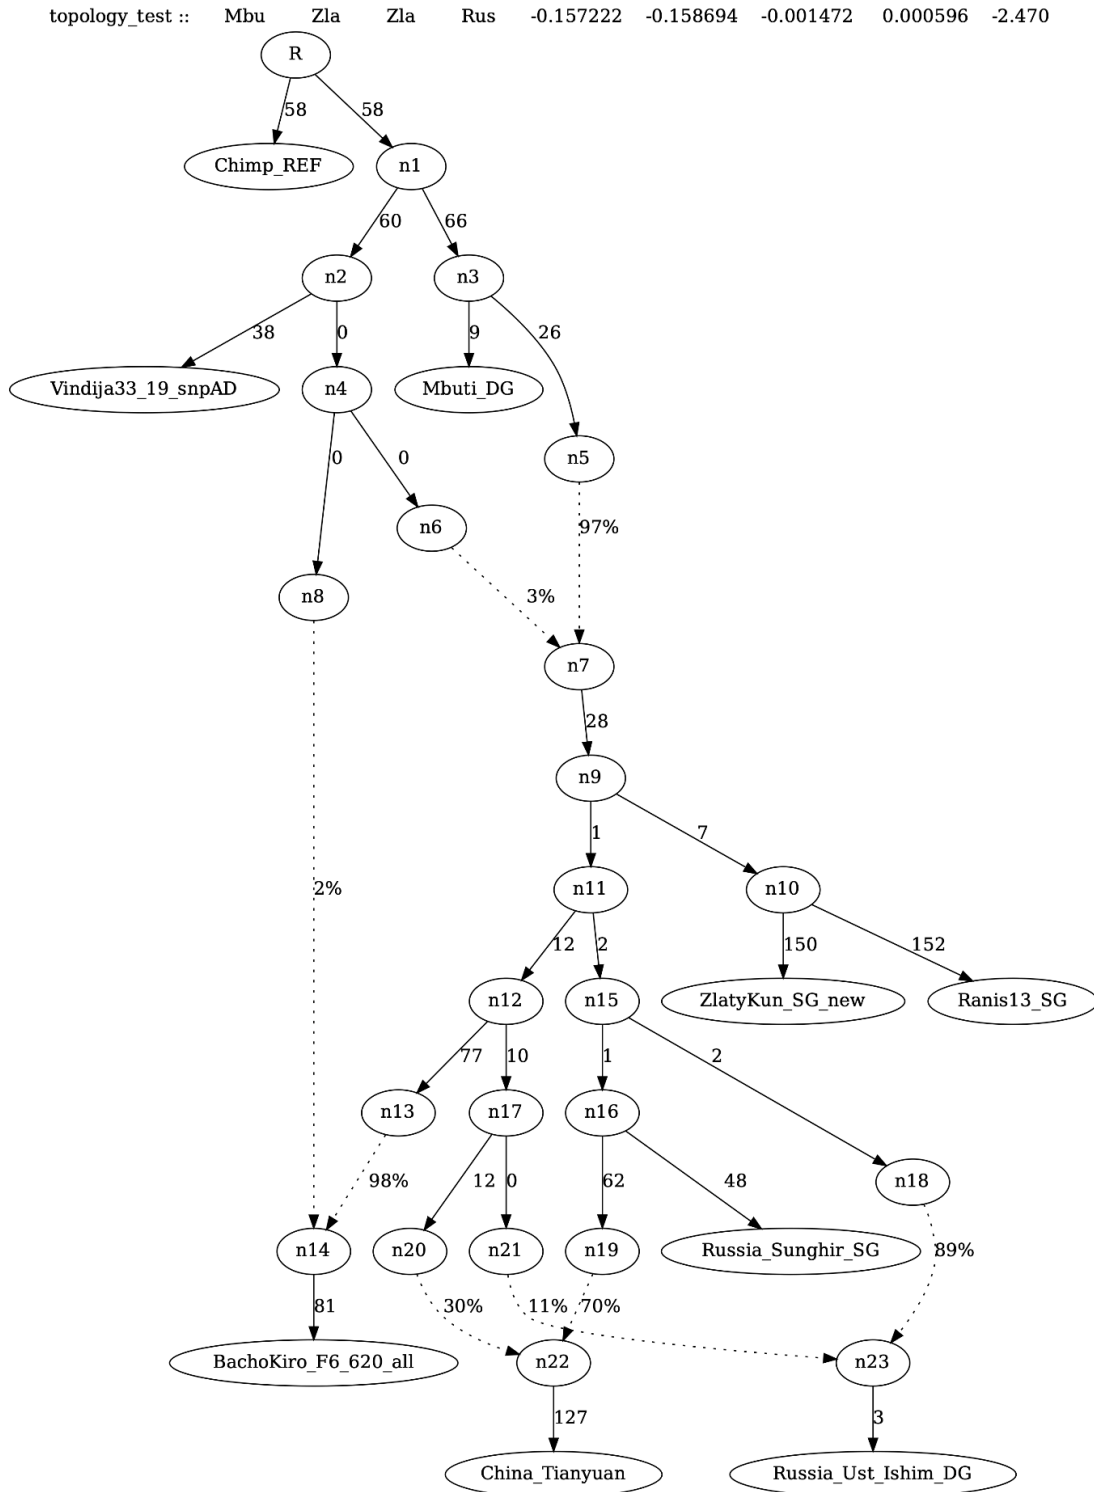 topology_test :: Mbu Zla Zla Rus -0.157222 -0.158694 -0.001472 0.000596 -2.470
R
58 58
Chimp_REF n1
60 66
n2 n3
38 0 9 26
Vindija33_19_snpAD n4 Mbuti_DG
n5
0 0
n6 97%
n8 3%
n7
28
n9
1 7
2% n11 n10
12 2 150 152
n12 n15 ZlatyKun_SG_new Ranis13_SG
77 10 1 2
n13 n17 n16
n18
98% 12 0 62 48
n14 n20 n21 n19 Russia_Sunghir_SG 89%
81 30% 11% 70%
BachoKiro_F6_620_all n22 n23
127 3
China_Tianyuan Russia_Ust_Ishim_DG